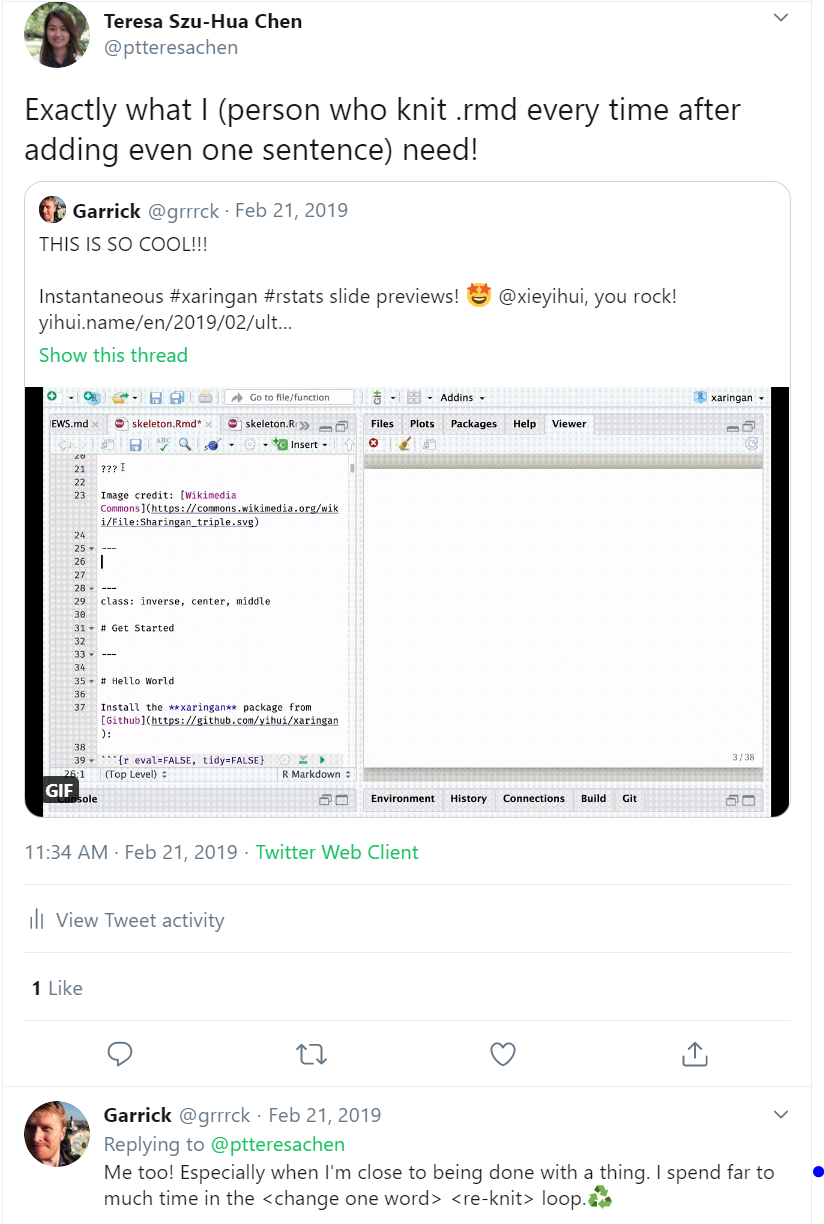 Teresa Szu-Hua Chen
@ptteresachen
Exactly what I (person who knit .rmd every time after
adding even one sentence) need!
Garrick @grrrck · Feb 21, 2019
THIS IS SO COOL!!!
Instantaneous #xaringan #rstats slide previews! 🤩 @xieyihui, you rock!
yihui.name/en/2019/02/ult...
Show this thread
Go to file/function
Addins
xaringan
EWS.md
skeleton.Rmd*
skeleton.R
Files Plots Packages Help Viewer
ABC
Insert
20
21 ???
22
23 Image credit: [Wikimedia
Commons](https://commons.wikimedia.org/wik
i/File:Sharingan_triple.svg)
24
25 ---
26
27
28 ---
29 class: inverse, center, middle
30
31 # Get Started
32
33 ---
34
35 # Hello World
36
37 Install the **xaringan** package from
[Github](https://github.com/yihui/xaringan
):
38
39 ```{r eval=FALSE, tidy=FALSE}
3 / 38
26:1 (Top Level) R Markdown
GIF
onsole
Environment History Connections Build Git
11:34 AM · Feb 21, 2019 · Twitter Web Client
View Tweet activity
1 Like
Garrick @grrrck · Feb 21, 2019
Replying to @ptteresachen
Me too! Especially when I'm close to being done with a thing. I spend far to
much time in the <change one word> <re-knit> loop.♻️